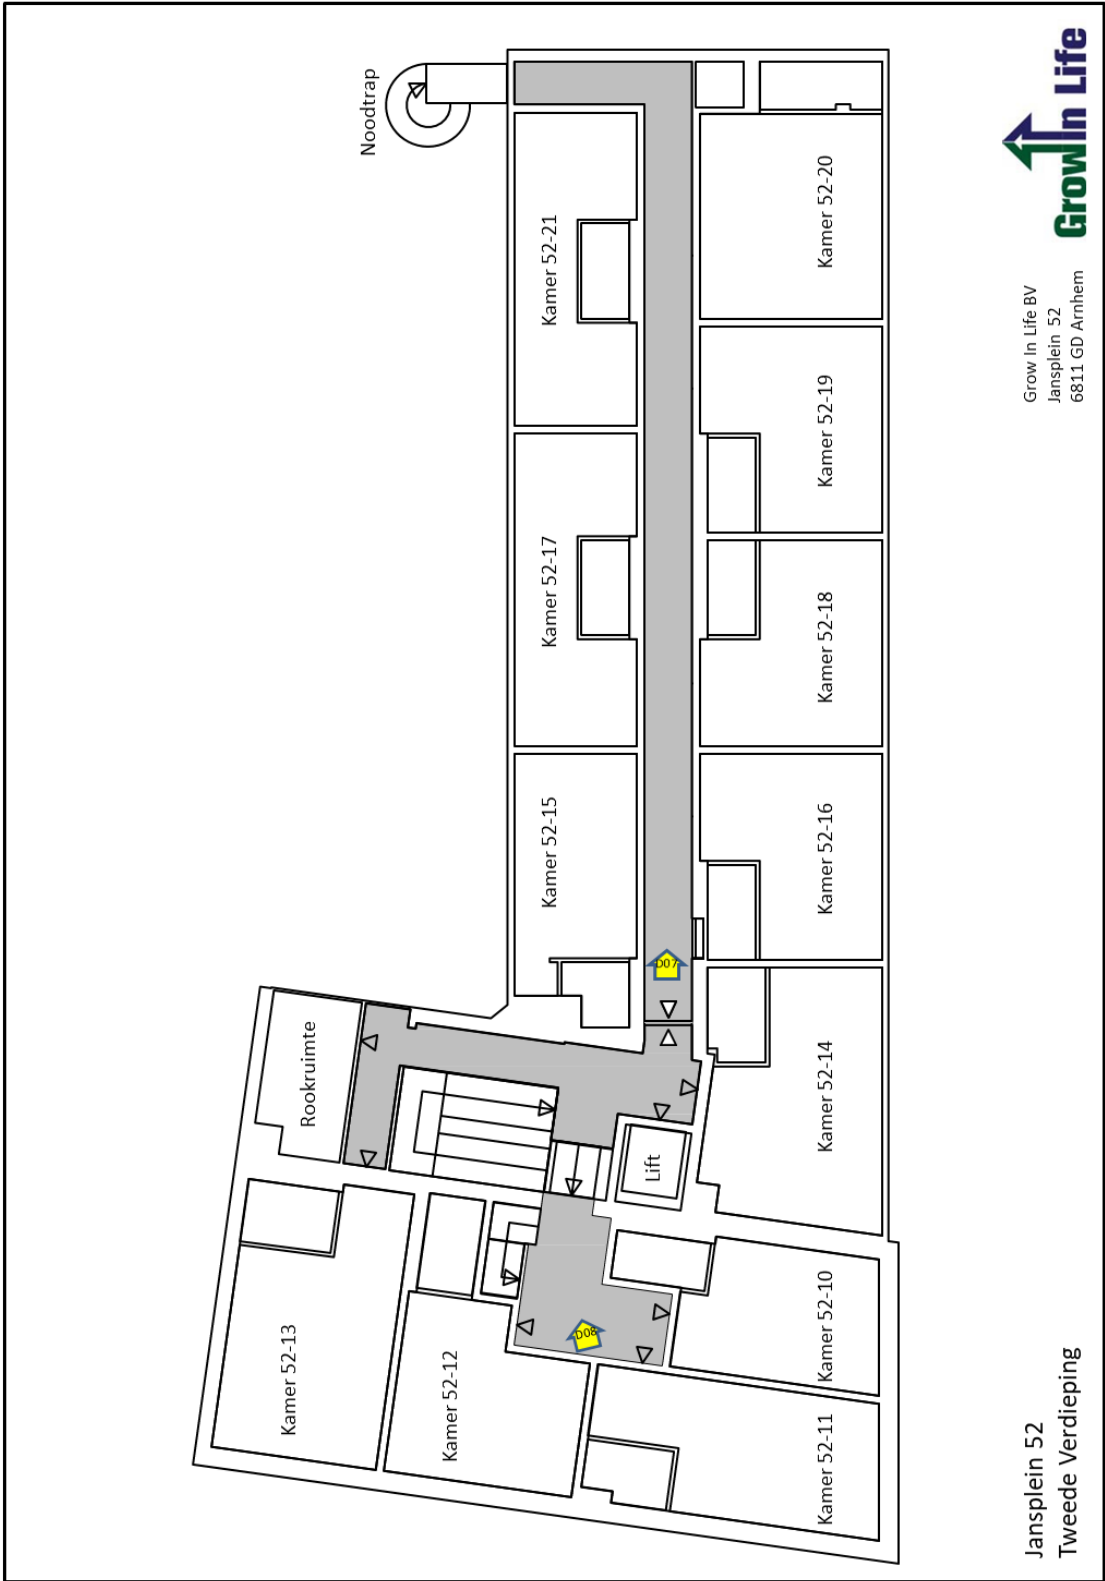 Noodtrap
Kamer 52-21
Kamer 52-20
Kamer 52-17
Kamer 52-19
Kamer 52-18
Kamer 52-15
Kamer 52-16
D07
Rookruimte
Kamer 52-14
Lift
Kamer 52-13
Kamer 52-12
D08
Kamer 52-10
Kamer 52-11
Jansplein 52
Tweede Verdieping
Grow In Life BV
Jansplein 52
6811 GD Arnhem
Grow In Life